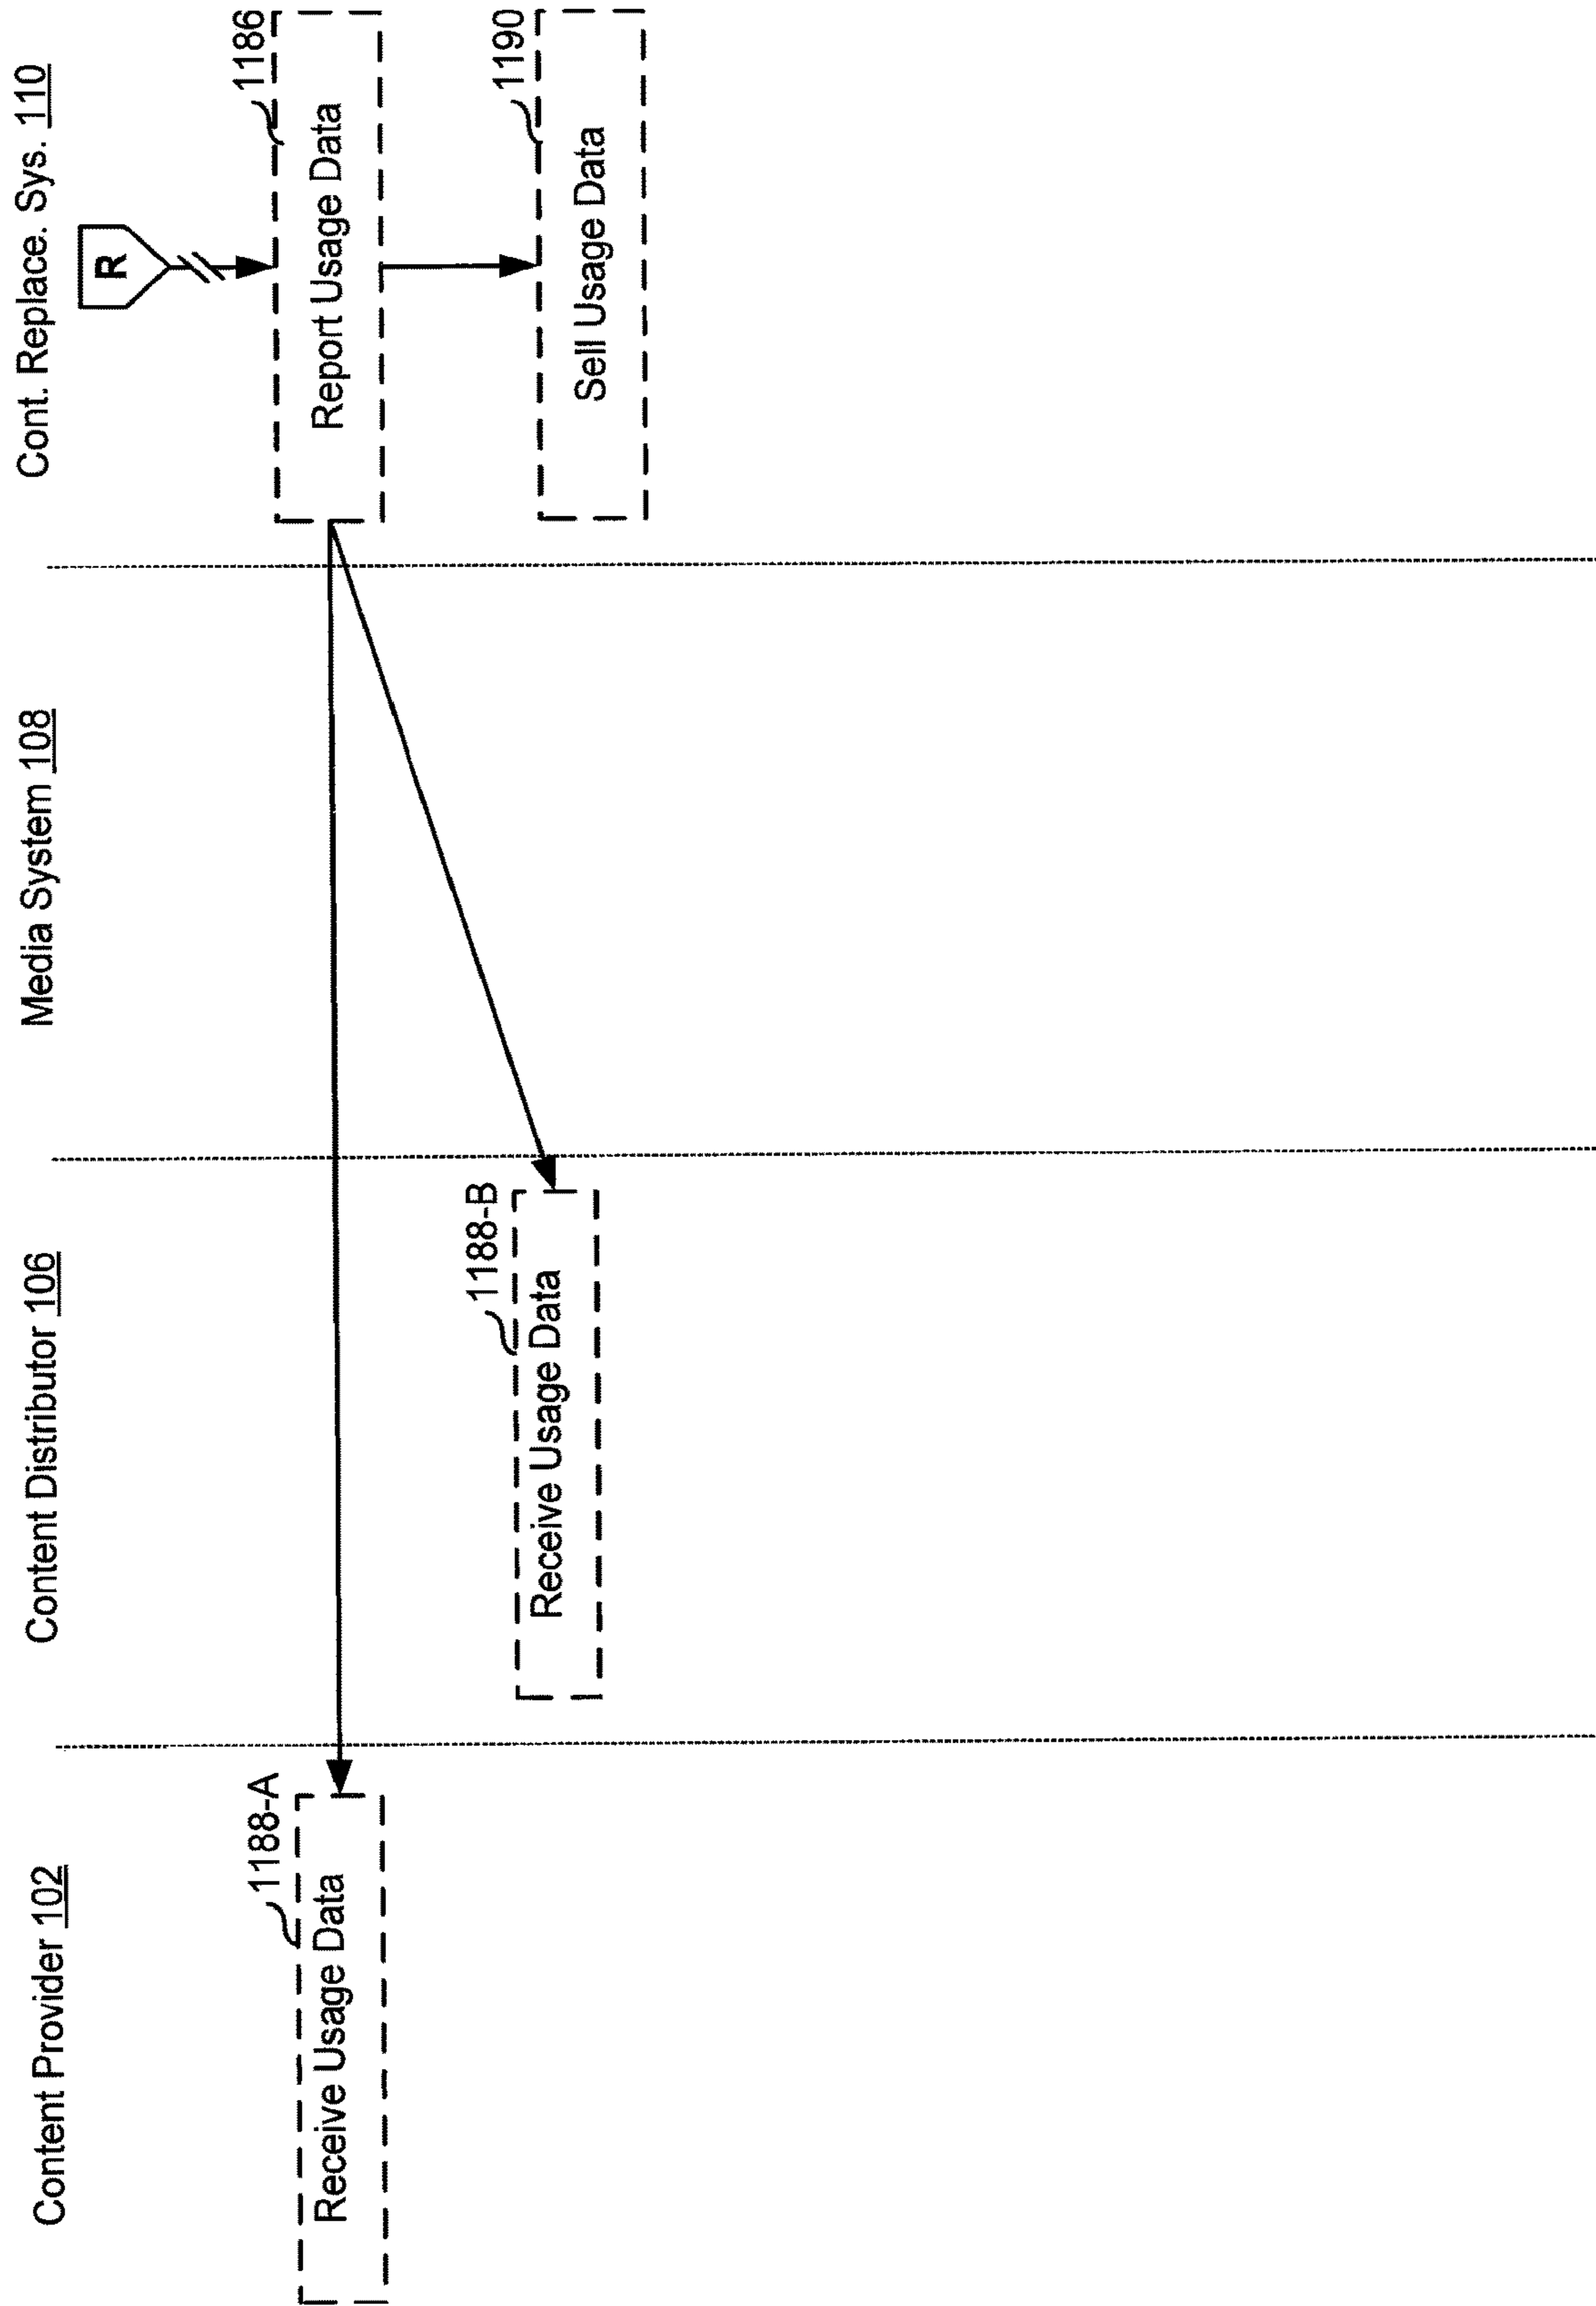 Content Provider 102
Content Distributor 106
Media System 108
Cont. Replace. Sys. 110
R
1186
Report Usage Data
1188-A
Receive Usage Data
1188-B
Receive Usage Data
1190
Sell Usage Data